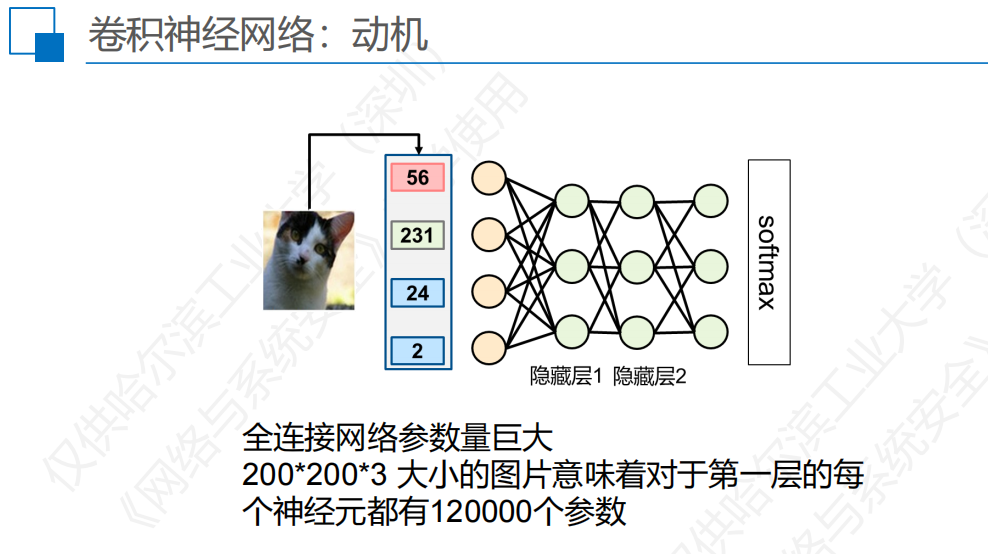 卷积神经网络：动机
56
231
24
2
softmax
隐藏层1 隐藏层2
全连接网络参数量巨大
200*200*3 大小的图片意味着对于第一层的每
个神经元都有120000个参数
仅供哈尔滨工业大学（深圳）
《网络与系统安全》
使用
仅供哈尔滨工业大学（深
《网络与系统安全》